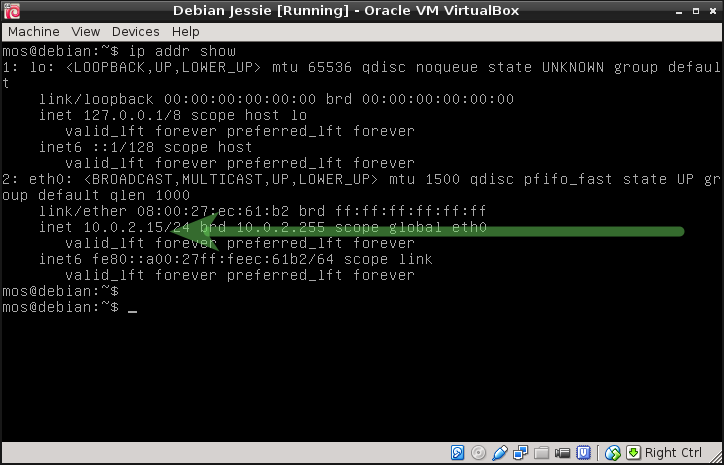 Debian Jessie [Running] - Oracle VM VirtualBox
Machine View Devices Help
mos@debian:~$ ip addr show
1: lo: <LOOPBACK,UP,LOWER_UP> mtu 65536 qdisc noqueue state UNKNOWN group defaul
t
link/loopback 00:00:00:00:00:00 brd 00:00:00:00:00:00
inet 127.0.0.1/8 scope host lo
valid_lft forever preferred_lft forever
inet6 ::1/128 scope host
valid_lft forever preferred_lft forever
2: eth0: <BROADCAST,MULTICAST,UP,LOWER_UP> mtu 1500 qdisc pfifo_fast state UP gr
oup default qlen 1000
link/ether 08:00:27:ec:61:b2 brd ff:ff:ff:ff:ff:ff
inet 10.0.2.15/24 brd 10.0.2.255 scope global eth0
valid_lft forever preferred_lft forever
inet6 fe80::a00:27ff:feec:61b2/64 scope link
valid_lft forever preferred_lft forever
mos@debian:~$
mos@debian:~$ _
Right Ctrl